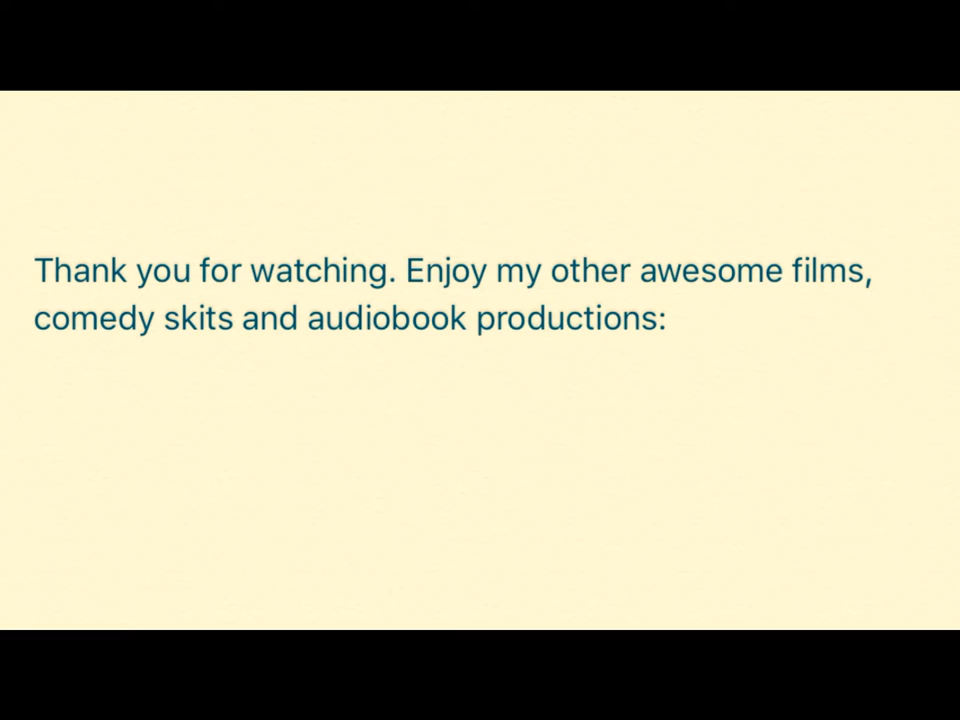 Thank you for watching. Enjoy my other awesome films,
comedy skits and audiobook productions: